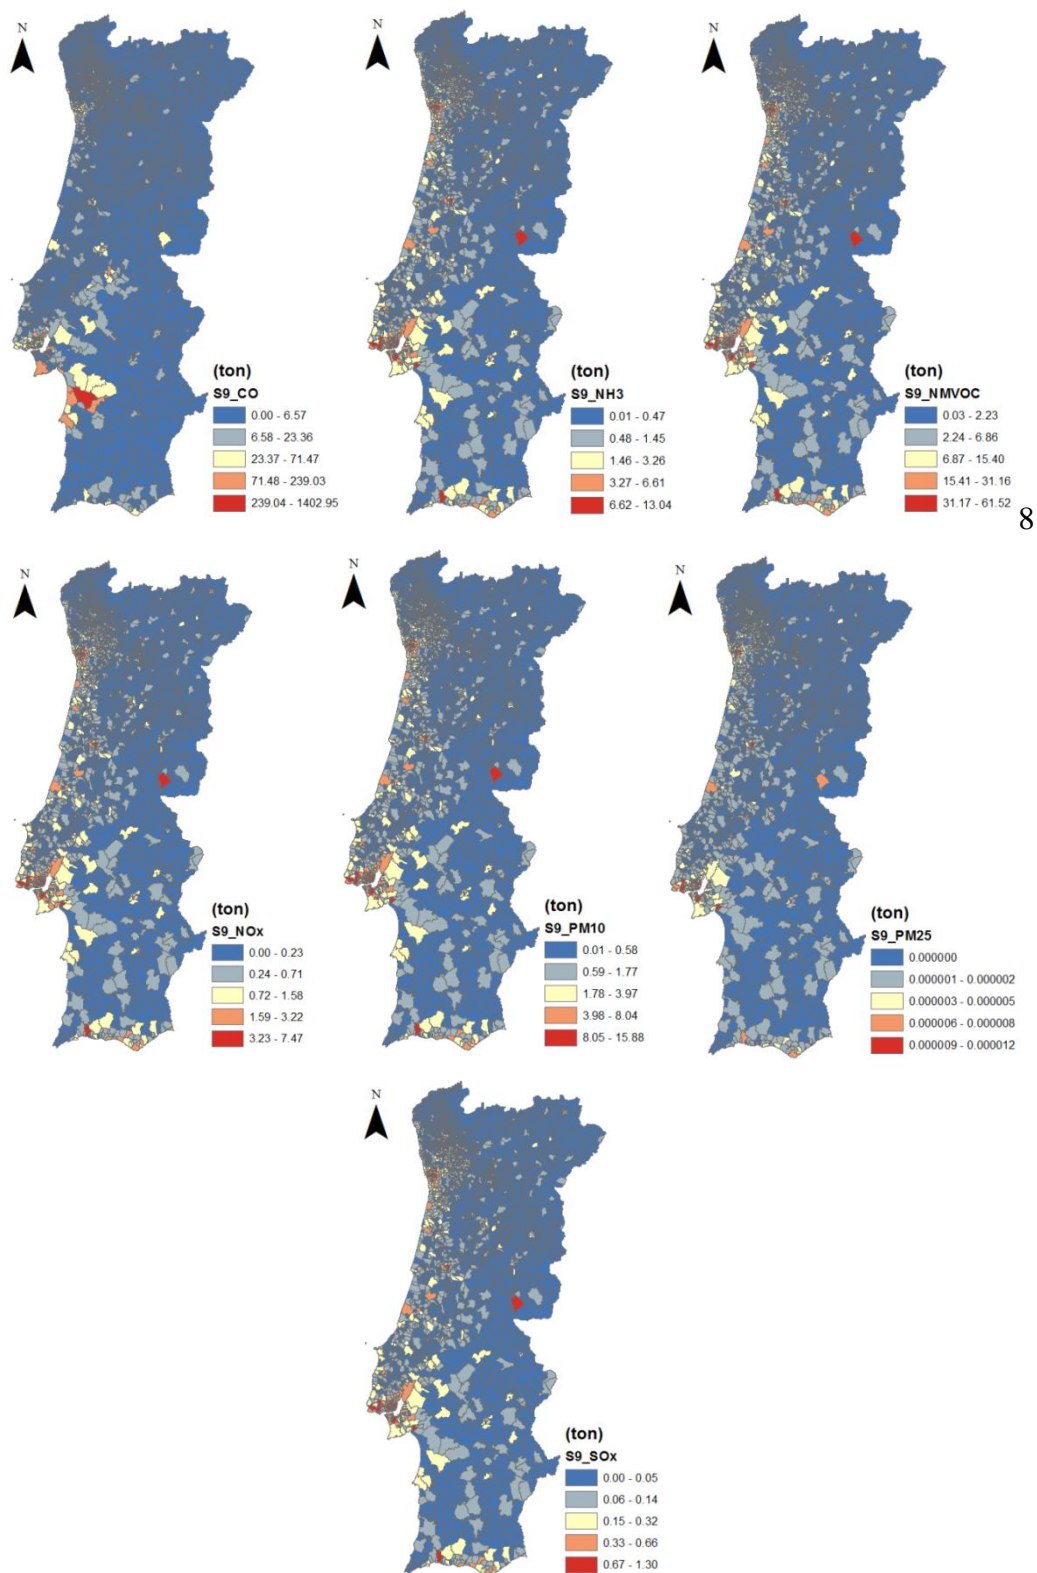 N
N
N
(ton)
S9_CO
0.00 - 6.57
6.58 - 23.36
23.37 - 71.47
71.48 - 239.03
239.04 - 1402.95
(ton)
S9_NH3
0.01 - 0.47
0.48 - 1.45
1.46 - 3.26
3.27 - 6.61
6.62 - 13.04
(ton)
S9_NMVOC
0.03 - 2.23
2.24 - 6.86
6.87 - 15.40
15.41 - 31.16
31.17 - 61.52
8
N
N
N
(ton)
S9_NOx
0.00 - 0.23
0.24 - 0.71
0.72 - 1.58
1.59 - 3.22
3.23 - 7.47
(ton)
S9_PM10
0.01 - 0.58
0.59 - 1.77
1.78 - 3.97
3.98 - 8.04
8.05 - 15.88
(ton)
S9_PM25
0.000000
0.000001 - 0.000002
0.000003 - 0.000005
0.000006 - 0.000008
0.000009 - 0.000012
N
(ton)
S9_SOx
0.00 - 0.05
0.06 - 0.14
0.15 - 0.32
0.33 - 0.66
0.67 - 1.30